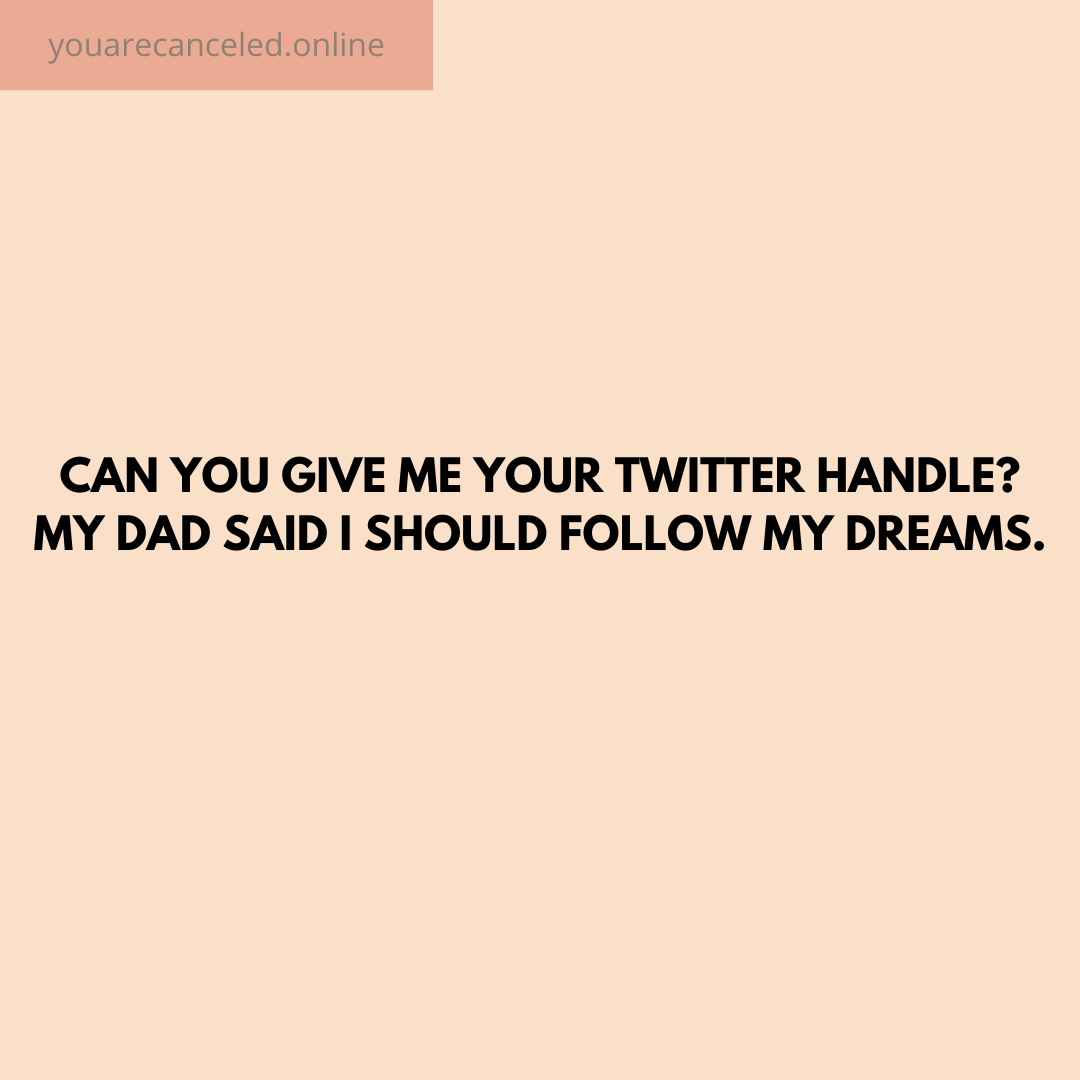 youarecanceled.online
CAN YOU GIVE ME YOUR TWITTER HANDLE?
MY DAD SAID I SHOULD FOLLOW MY DREAMS.